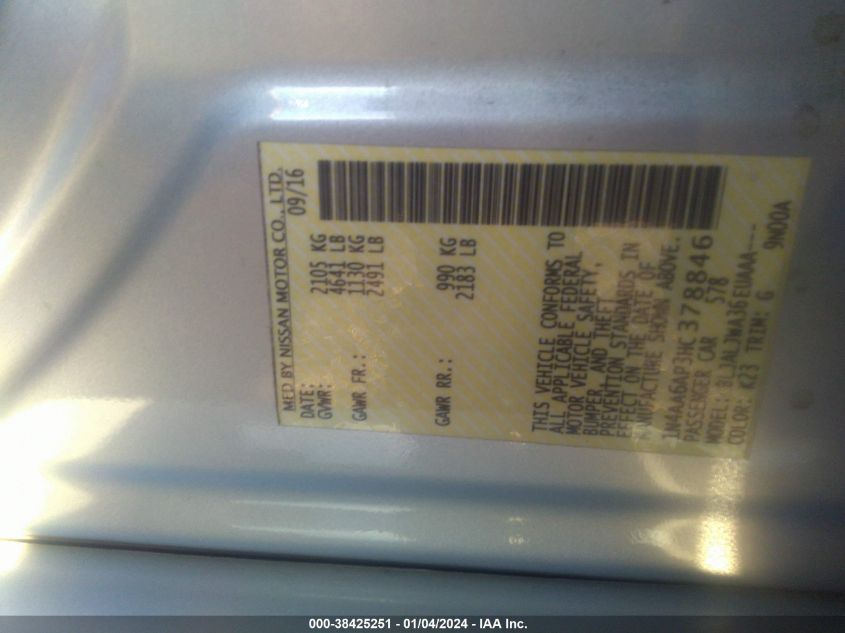 MFD BY NISSAN MOTOR CO., LTD.
DATE: 09/16
GVWR: 2105 KG
4641 LB
GAWR FR.: 1130 KG
2491 LB
GAWR RR.: 990 KG
2183 LB
THIS VEHICLE CONFORMS TO
ALL APPLICABLE FEDERAL
MOTOR VEHICLE SAFETY,
BUMPER, AND THEFT
PREVENTION STANDARDS IN
EFFECT ON THE DATE OF
MANUFACTURE SHOWN ABOVE.
1N4AA6AP3HC378846
PASSENGER CAR 578
MODEL: BLJALJWA36EUAAA----
COLOR: K23 TRIM: G 9N00A
000-38425251 - 01/04/2024 - IAA Inc.